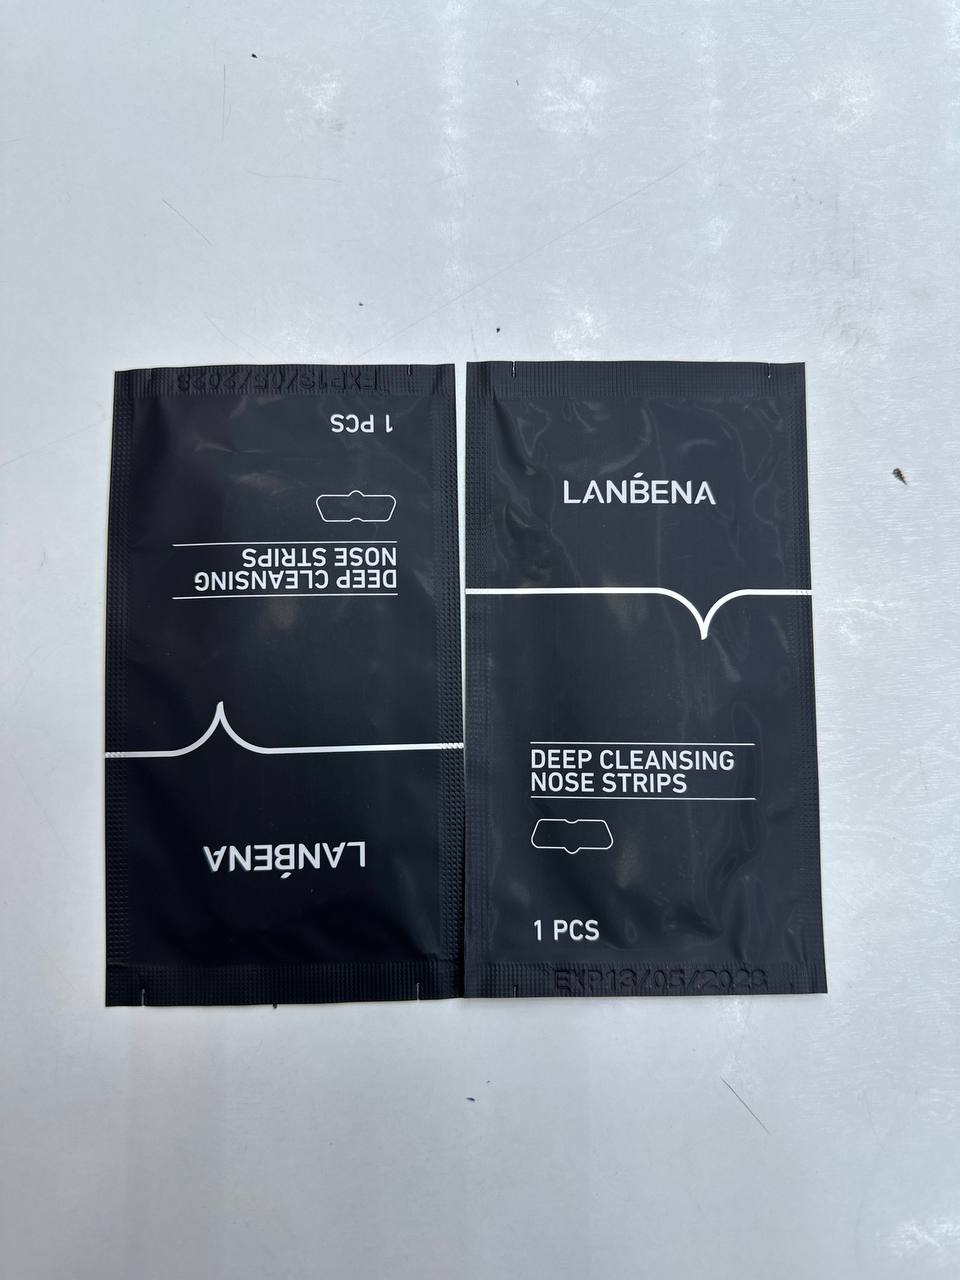 EXP13/05/2028
1 PCS
DEEP CLEANSING
NOSE STRIPS
LANBENA
LANBENA
DEEP CLEANSING
NOSE STRIPS
1 PCS
EXP13/05/2028